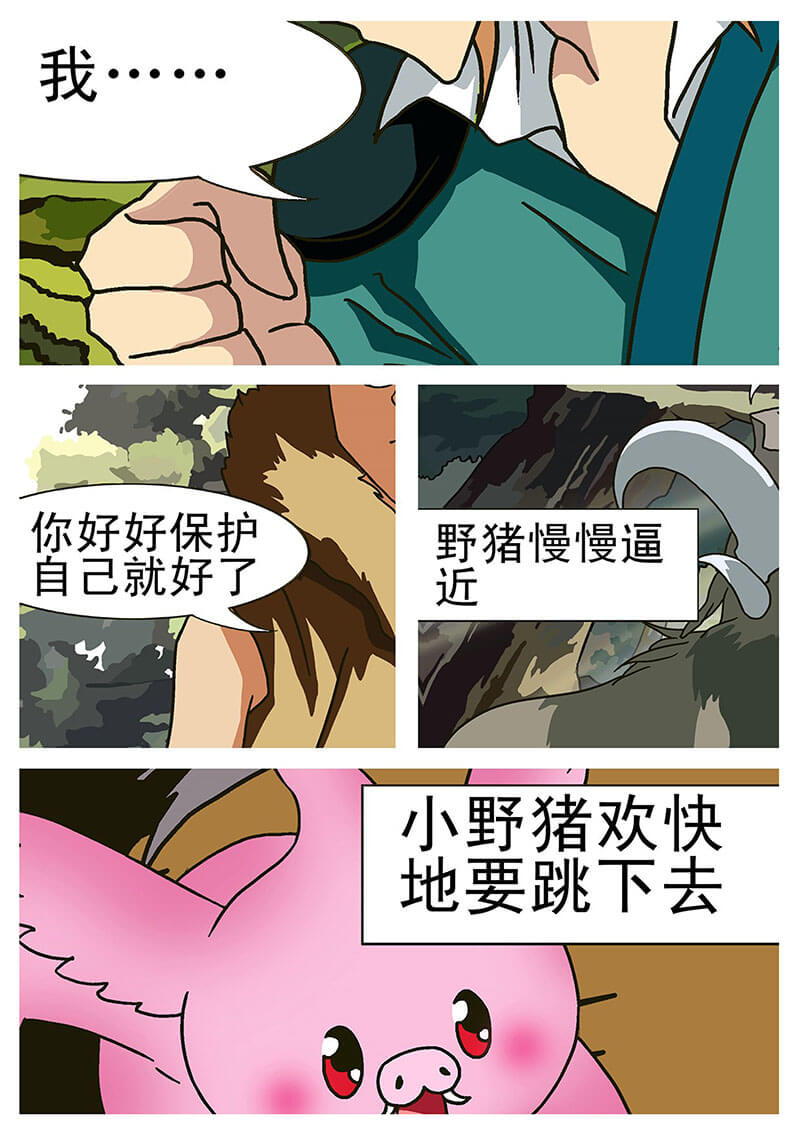 我……
你好好保护
自己就好了
野猪慢慢逼
近
小野猪欢快
地要跳下去